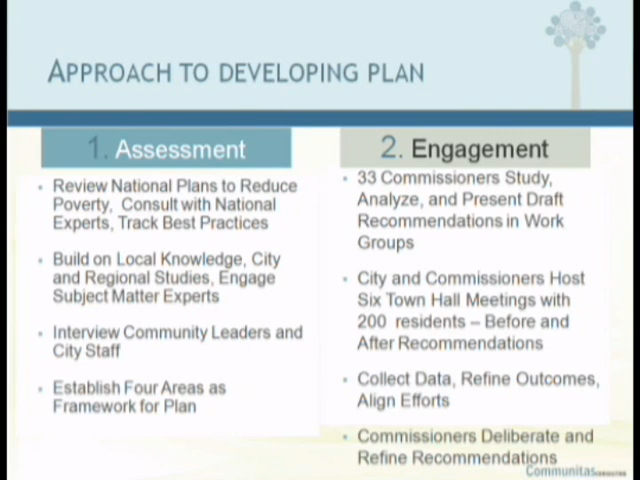 APPROACH TO DEVELOPING PLAN
1. Assessment
• Review National Plans to Reduce
Poverty, Consult with National
Experts, Track Best Practices
• Build on Local Knowledge, City
and Regional Studies, Engage
Subject Matter Experts
• Interview Community Leaders and
City Staff
• Establish Four Areas as
Framework for Plan
2. Engagement
• 33 Commissioners Study,
Analyze, and Present Draft
Recommendations in Work
Groups
• City and Commissioners Host
Six Town Hall Meetings with
200 residents – Before and
After Recommendations
• Collect Data, Refine Outcomes,
Align Efforts
• Commissioners Deliberate and
Refine Recommendations
Communitas